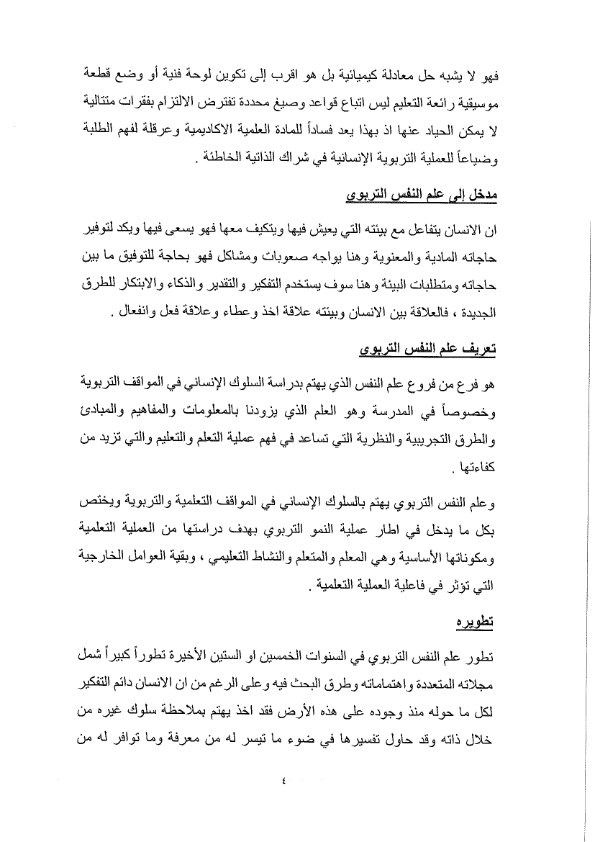 فهو لا يشبه حل معادلة كيميائية بل هو اقرب إلى تكوين لوحة فنية أو وضع قطعة
موسيقية رائعة التعليم ليس اتباع قواعد وصيغ محددة تفترض الالتزام بفقرات متتالية
لا يمكن الحياد عنها اذ بهذا يعد فساداً للمادة العلمية الاكاديمية وعرقلة لفهم الطلبة
وضياعاً للعملية التربوية الإنسانية في شراك الذاتية الخاطئة .
مدخل إلى علم النفس التربوي
ان الانسان يتفاعل مع بيئته التي يعيش فيها ويتكيف معها فهو يسعى فيها ويكد لتوفير
حاجاته المادية والمعنوية وهنا يواجه صعوبات ومشاكل فهو بحاجة للتوفيق ما بين
حاجاته ومتطلبات البيئة وهنا سوف يستخدم التفكير والتقدير والذكاء والابتكار للطرق
الجديدة ، فالعلاقة بين الانسان وبيئته علاقة اخذ وعطاء وعلاقة فعل وانفعال .
تعريف علم النفس التربوي
هو فرع من فروع علم النفس الذي يهتم بدراسة السلوك الإنساني في المواقف التربوية
وخصوصاً في المدرسة وهو العلم الذي يزودنا بالمعلومات والمفاهيم والمبادئ
والطرق التجريبية والنظرية التي تساعد في فهم عملية التعلم والتعليم والتي تزيد من
كفاءتها .
وعلم النفس التربوي يهتم بالسلوك الإنساني في المواقف التعلمية والتربوية ويختص
بكل ما يدخل في اطار عملية النمو التربوي بهدف دراستها من العملية التعلمية
ومكوناتها الأساسية وهي المعلم والمتعلم والنشاط التعليمي ، وبقية العوامل الخارجية
التي تؤثر في فاعلية العملية التعلمية .
تطويره
تطور علم النفس التربوي في السنوات الخمسين او الستين الأخيرة تطوراً كبيراً شمل
مجلاته المتعددة واهتماماته وطرق البحث فيه وعلى الرغم من ان الانسان دائم التفكير
لكل ما حوله منذ وجوده على هذه الأرض فقد اخذ يهتم بملاحظة سلوك غيره من
خلال ذاته وقد حاول تفسيرها في ضوء ما تيسر له من معرفة وما توافر له من
٤